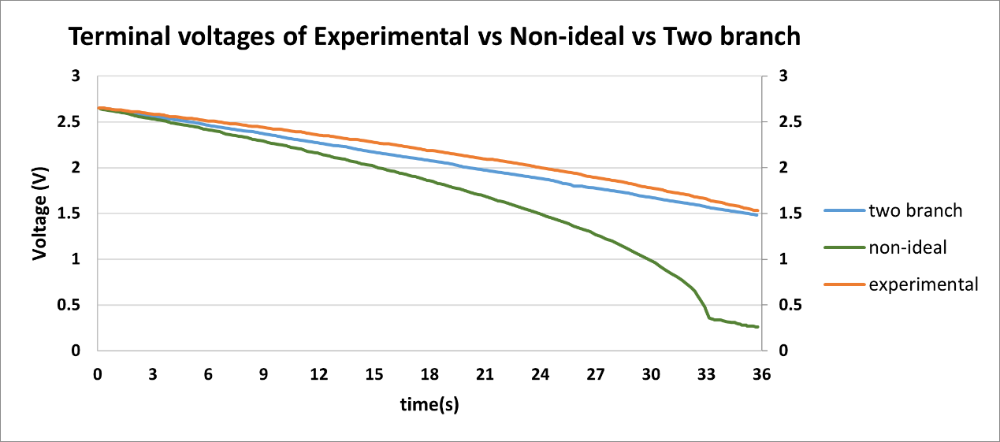 Terminal voltages of Experimental vs Non-ideal vs Two branch
3
2.5
2
1.5
1
0.5
0
Voltage (V)
3
2.5
2
1.5
1
0.5
0
0 3 6 9 12 15 18 21 24 27 30 33 36
time(s)
two branch
non-ideal
experimental